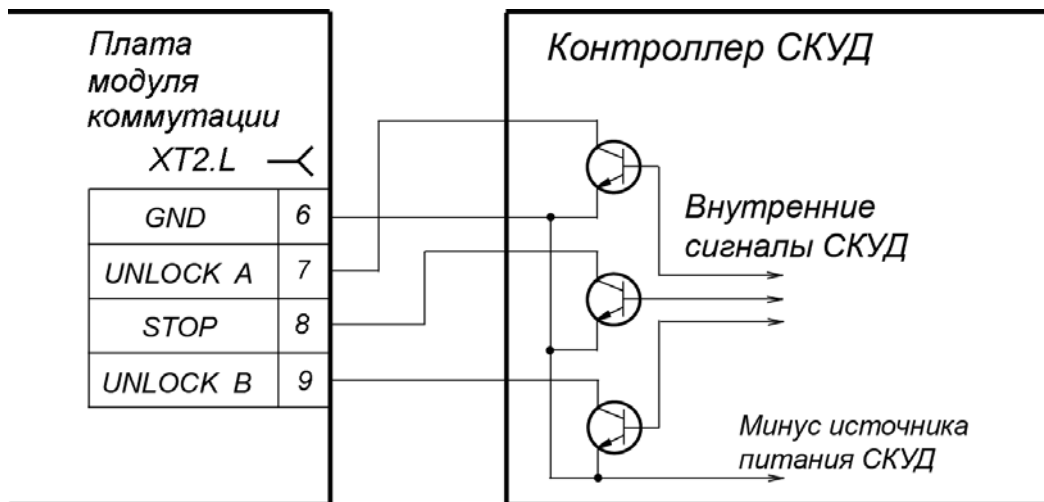 Плата
модуля
коммутации
XT2.L
GND 6
UNLOCK A 7
STOP 8
UNLOCK B 9
Контроллер СКУД
Внутренние
сигналы СКУД
Минус источника
питания СКУД